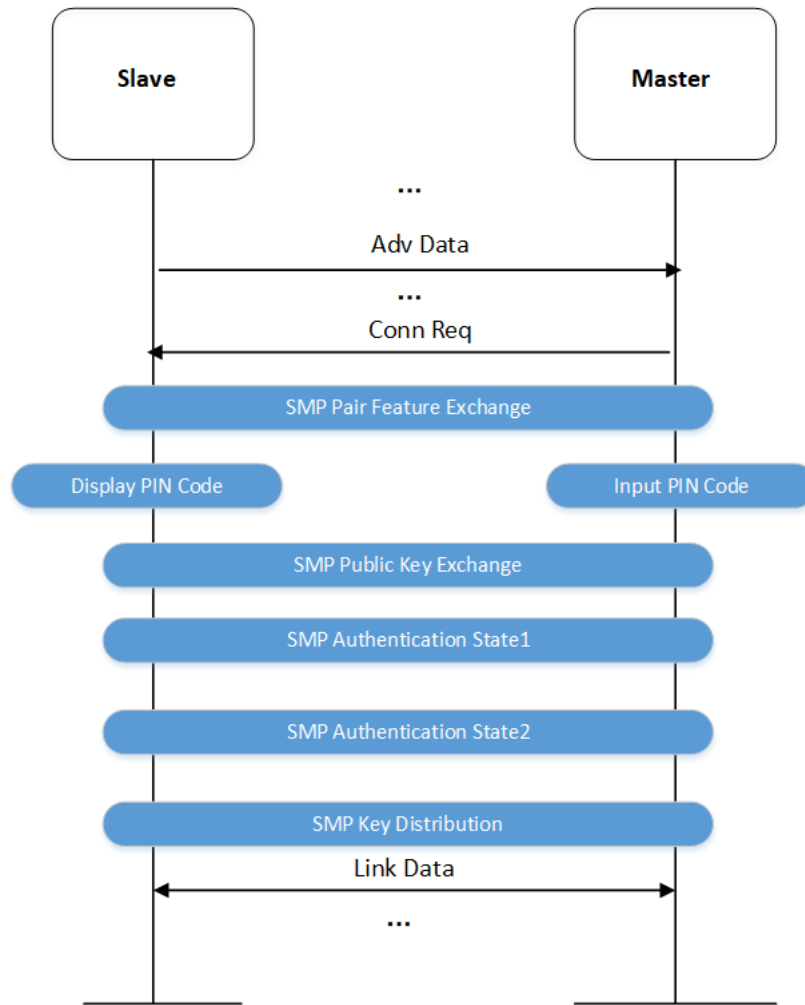 Slave
Master
...
Adv Data
...
Conn Req
SMP Pair Feature Exchange
Display PIN Code
Input PIN Code
SMP Public Key Exchange
SMP Authentication State1
SMP Authentication State2
SMP Key Distribution
Link Data
...